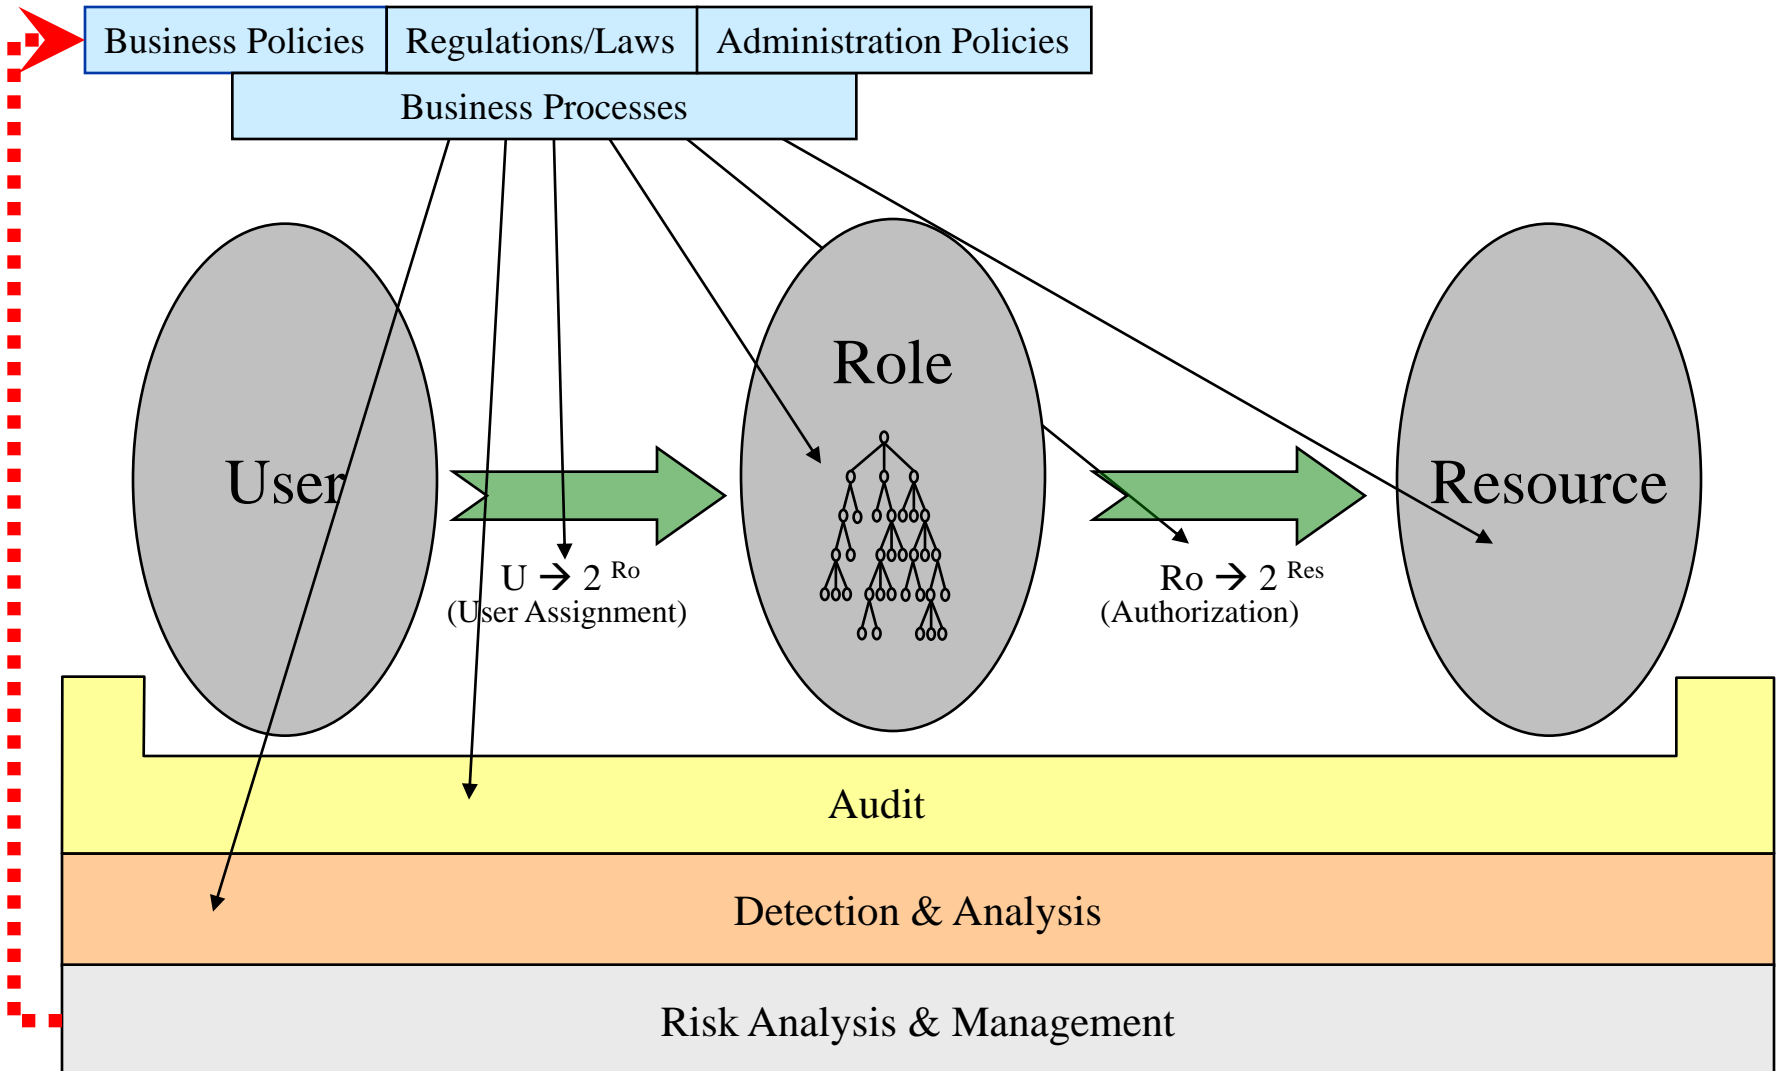 Business Policies
Regulations/Laws
Administration Policies
Business Processes
User
Role
Resource
U → 2 Ro
(User Assignment)
Ro → 2 Res
(Authorization)
Audit
Detection & Analysis
Risk Analysis & Management